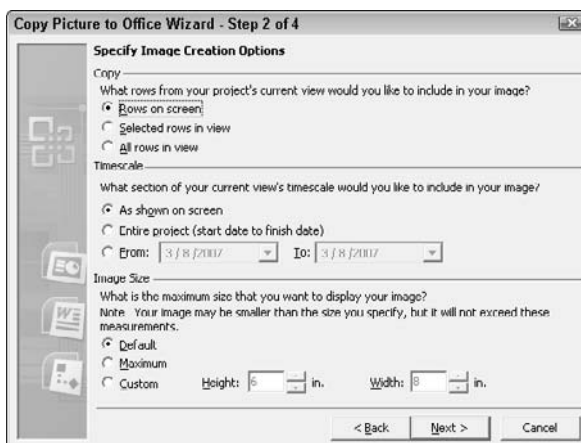 Copy Picture to Office Wizard - Step 2 of 4
Specify Image Creation Options
Copy
What rows from your project's current view would you like to include in your image?
Rows on screen
Selected rows in view
All rows in view
Timescale
What section of your current view's timescale would you like to include in your image?
As shown on screen
Entire project (start date to finish date)
From: 3 / 8 /2007 To: 3 / 8 /2007
Image Size
What is the maximum size that you want to display your image?
Note Your image may be smaller than the size you specify, but it will not exceed these
measurements.
Default
Maximum
Custom Height: 6 in. Width: 8 in.
< Back Next > Cancel